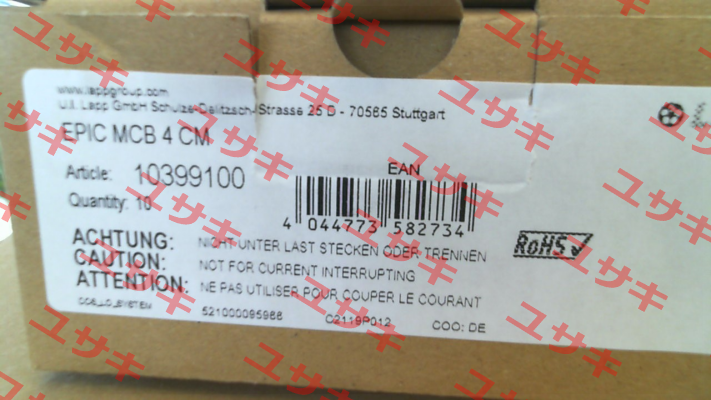 www.lappgroup.com
U.I. Lapp GmbH Schulze-Delitzsch-Strasse 25 D - 70565 Stuttgart
EPIC MCB 4 CM
Article: 10399100
Quantity: 10
EAN
4 044773 582734
RoHS
ACHTUNG: NICHT UNTER LAST STECKEN ODER TRENNEN
CAUTION: NOT FOR CURRENT INTERRUPTING
ATTENTION: NE PAS UTILISER POUR COUPER LE COURANT
521000095988 C2119P012 COO: DE
ユサキ